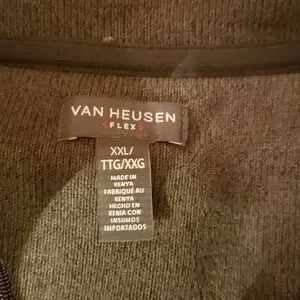 VAN HEUSEN
<FLEX>
XXL/
TTG/XXG
MADE IN
KENYA
FABRIQUÉ AU
KENYA
HECHO EN
KENIA CON
INSUMOS
IMPORTADOS